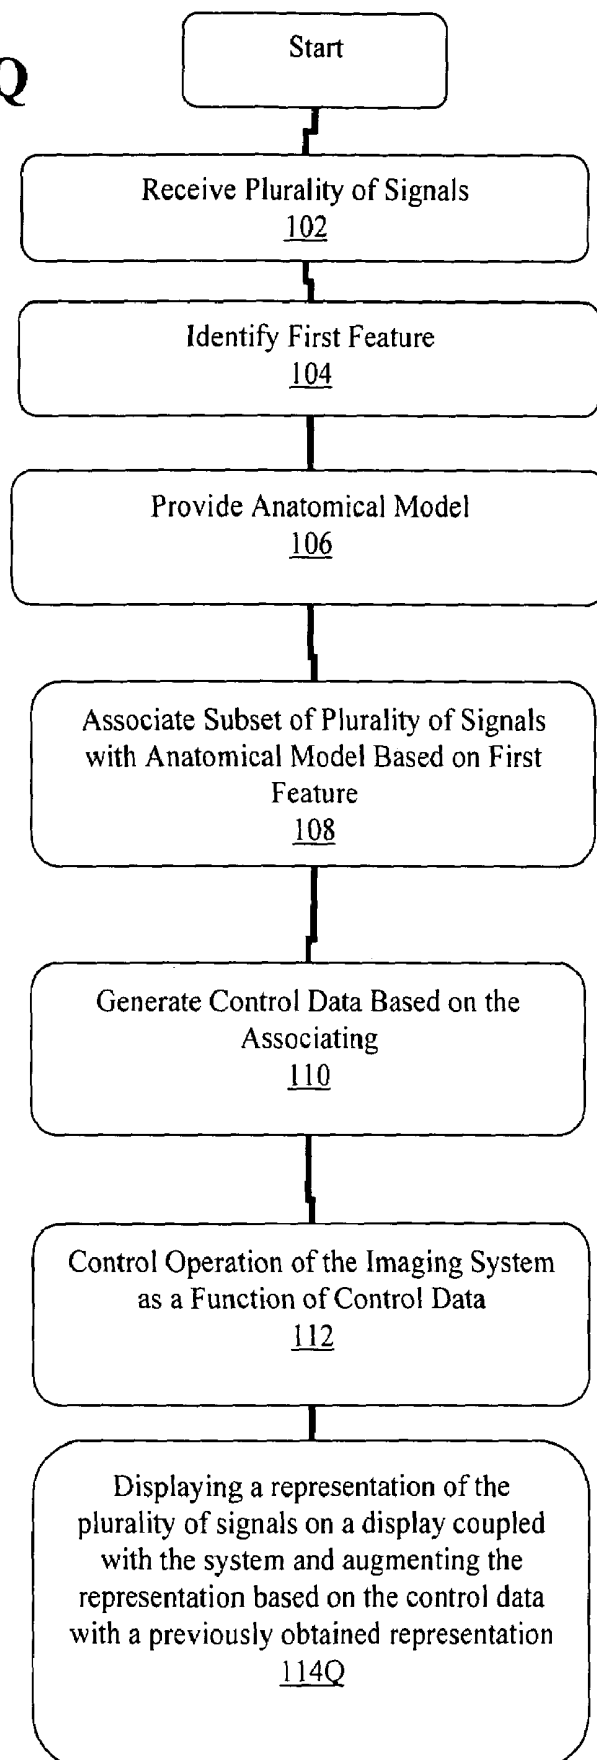 Q
Start
Receive Plurality of Signals
102
Identify First Feature
104
Provide Anatomical Model
106
Associate Subset of Plurality of Signals
with Anatomical Model Based on First
Feature
108
Generate Control Data Based on the
Associating
110
Control Operation of the Imaging System
as a Function of Control Data
112
Displaying a representation of the
plurality of signals on a display coupled
with the system and augmenting the
representation based on the control data
with a previously obtained representation
114Q